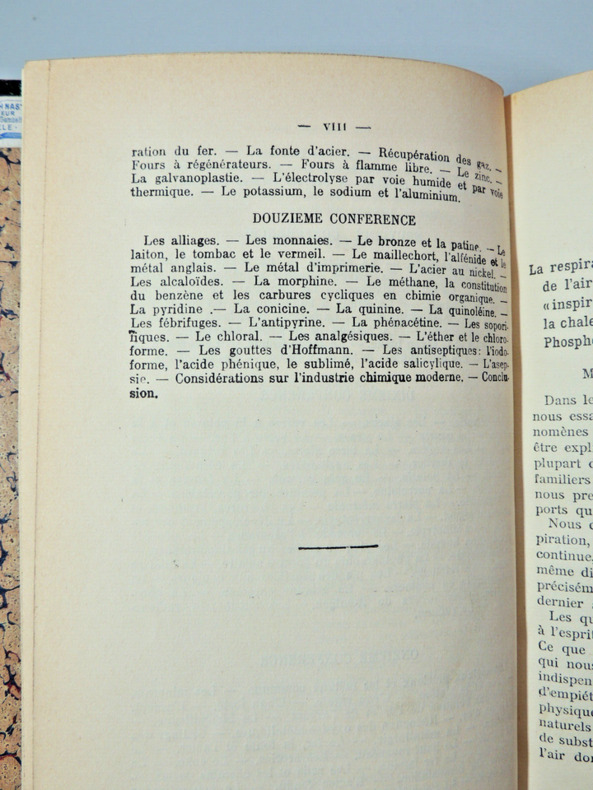 — VIII —
ration du fer. — La fonte d'acier. — Récupération des gaz. —
Fours à régénérateurs. — Fours à flamme libre. — Le zinc. —
La galvanoplastie. — L'électrolyse par voie humide et par voie
thermique. — Le potassium, le sodium et l'aluminium.
DOUZIEME CONFERENCE
Les alliages. — Les monnaies. — Le bronze et la patine. — Le
laiton, le tombac et le vermeil. — Le maillechort, l'alfénide et le
métal anglais. — Le métal d'imprimerie. — L'acier au nickel. —
Les alcaloïdes. — La morphine. — Le méthane, la constitution
du benzène et les carbures cycliques en chimie organique. —
La pyridine .— La conicine. — La quinine. — La quinoléine. —
Les fébrifuges. — L'antipyrine. — La phénacétine. — Les sopori-
fiques. — Le chloral. — Les analgésiques. — L'éther et le chloro-
forme. — Les gouttes d'Hoffmann. — Les antiseptiques: l'iodo-
forme, l'acide phénique, le sublimé, l'acide salicylique. — L'asep-
sie. — Considérations sur l'industrie chimique moderne. — Conclu-
sion.
La respira
de l'air
« inspir
la chale
Phospho
M
Dans le
nous essa
nomènes
être expl
plupart d
familiers
nous pre
ports qu
Nous
piration,
continue.
même di
précisém
dernier
Les qu
à l'esprit
Ce que
qui nous
indispen
d'empiét
physique
naturels
de subst
l'air don